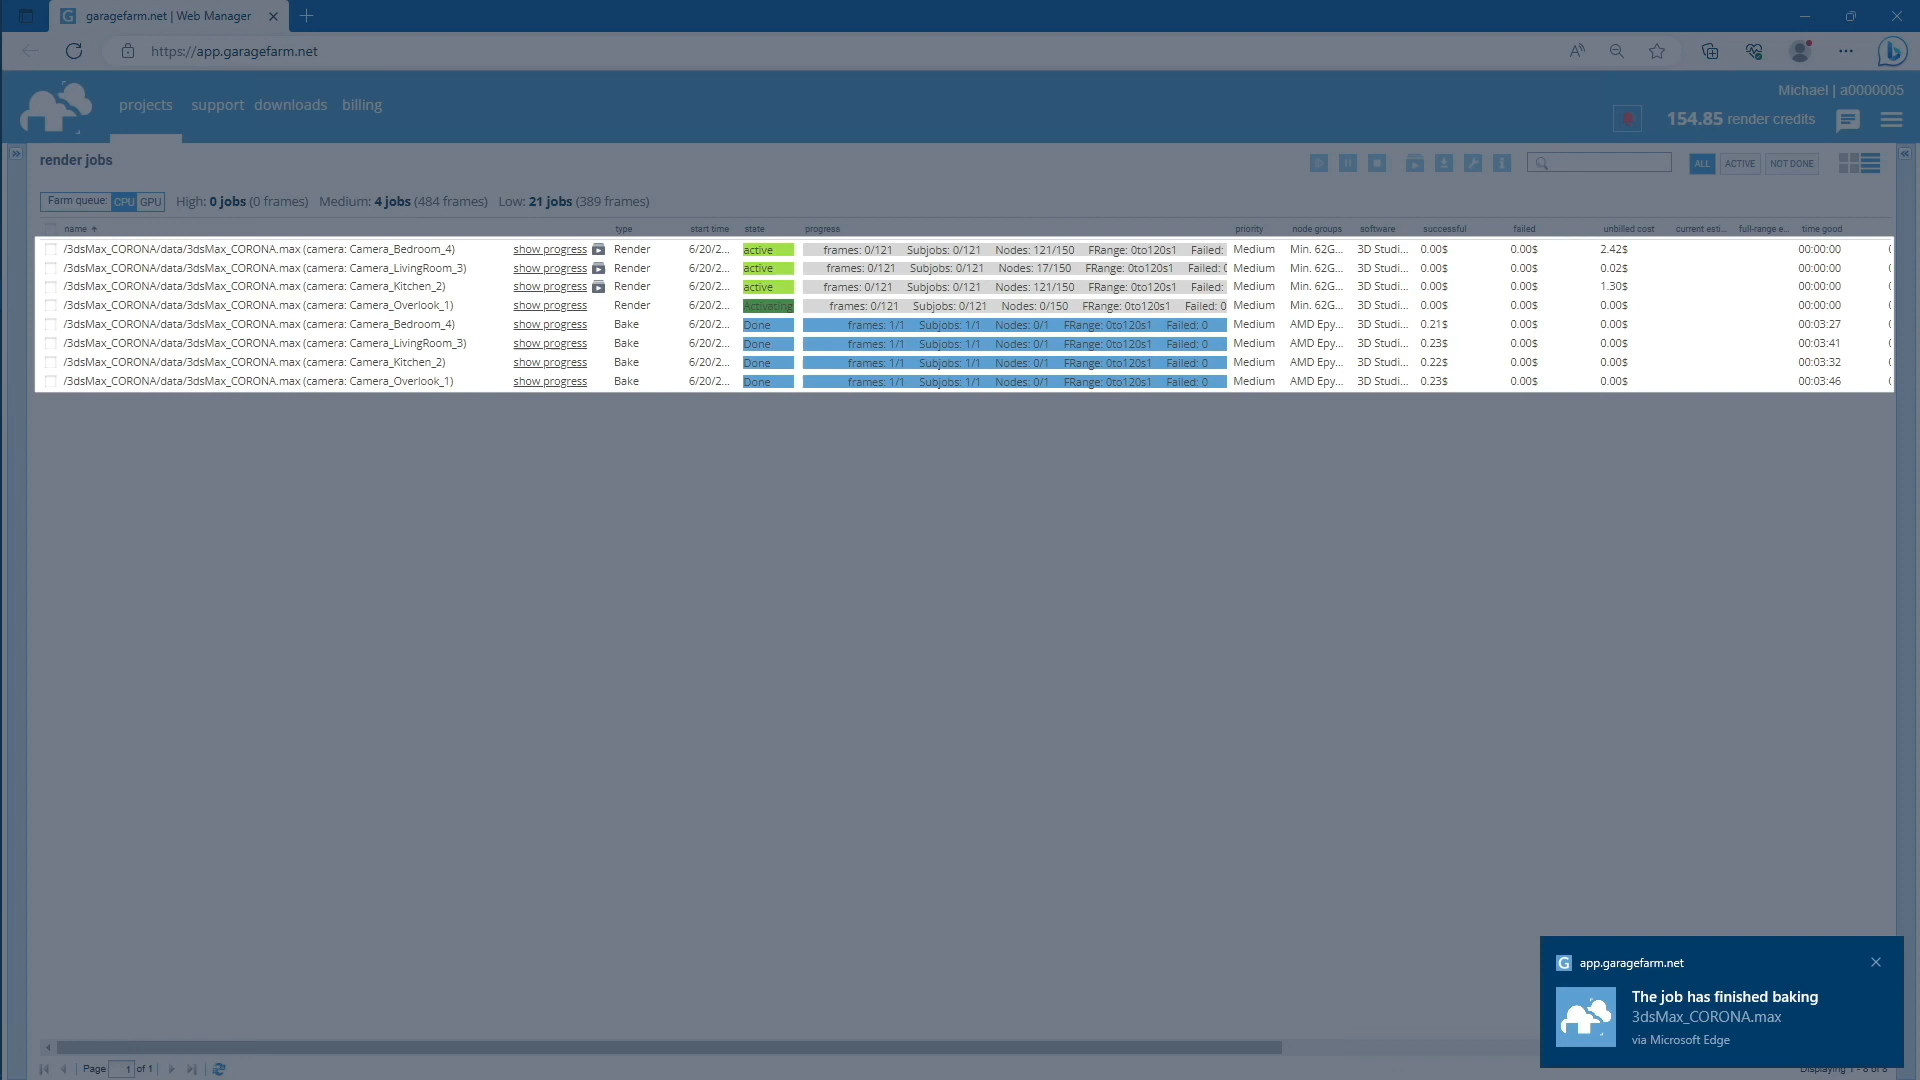 garagefarm.net | Web Manager
https://app.garagefarm.net
projects support downloads billing
Michael | a0000005
154.85 render credits
render jobs
ALL ACTIVE NOT DONE
Farm queue: CPU GPU High: 0 jobs (0 frames) Medium: 4 jobs (484 frames) Low: 21 jobs (389 frames)
name type start time state progress priority node groups software successful failed unbilled cost current esti... full-range e... time good
/3dsMax_CORONA/data/3dsMax_CORONA.max (camera: Camera_Bedroom_4) show progress Render 6/20/2... active frames: 0/121 Subjobs: 0/121 Nodes: 121/150 FRange: 0to120s1 Failed: Medium Min. 62G... 3D Studi... 0.00$ 0.00$ 2.42$ 00:00:00
/3dsMax_CORONA/data/3dsMax_CORONA.max (camera: Camera_LivingRoom_3) show progress Render 6/20/2... active frames: 0/121 Subjobs: 0/121 Nodes: 17/150 FRange: 0to120s1 Failed: Medium Min. 62G... 3D Studi... 0.00$ 0.00$ 0.02$ 00:00:00
/3dsMax_CORONA/data/3dsMax_CORONA.max (camera: Camera_Kitchen_2) show progress Render 6/20/2... active frames: 0/121 Subjobs: 0/121 Nodes: 121/150 FRange: 0to120s1 Failed: Medium Min. 62G... 3D Studi... 0.00$ 0.00$ 1.30$ 00:00:00
/3dsMax_CORONA/data/3dsMax_CORONA.max (camera: Camera_Overlook_1) show progress Render 6/20/2... Activating frames: 0/121 Subjobs: 0/121 Nodes: 0/150 FRange: 0to120s1 Failed: 0 Medium Min. 62G... 3D Studi... 0.00$ 0.00$ 0.00$ 00:00:00
/3dsMax_CORONA/data/3dsMax_CORONA.max (camera: Camera_Bedroom_4) show progress Bake 6/20/2... Done frames: 1/1 Subjobs: 1/1 Nodes: 0/1 FRange: 0to120s1 Failed: 0 Medium AMD Epy... 3D Studi... 0.21$ 0.00$ 0.00$ 00:03:27
/3dsMax_CORONA/data/3dsMax_CORONA.max (camera: Camera_LivingRoom_3) show progress Bake 6/20/2... Done frames: 1/1 Subjobs: 1/1 Nodes: 0/1 FRange: 0to120s1 Failed: 0 Medium AMD Epy... 3D Studi... 0.23$ 0.00$ 0.00$ 00:03:41
/3dsMax_CORONA/data/3dsMax_CORONA.max (camera: Camera_Kitchen_2) show progress Bake 6/20/2... Done frames: 1/1 Subjobs: 1/1 Nodes: 0/1 FRange: 0to120s1 Failed: 0 Medium AMD Epy... 3D Studi... 0.22$ 0.00$ 0.00$ 00:03:32
/3dsMax_CORONA/data/3dsMax_CORONA.max (camera: Camera_Overlook_1) show progress Bake 6/20/2... Done frames: 1/1 Subjobs: 1/1 Nodes: 0/1 FRange: 0to120s1 Failed: 0 Medium AMD Epy... 3D Studi... 0.23$ 0.00$ 0.00$ 00:03:46
app.garagefarm.net
The job has finished baking
3dsMax_CORONA.max
via Microsoft Edge
Page 1 of 1